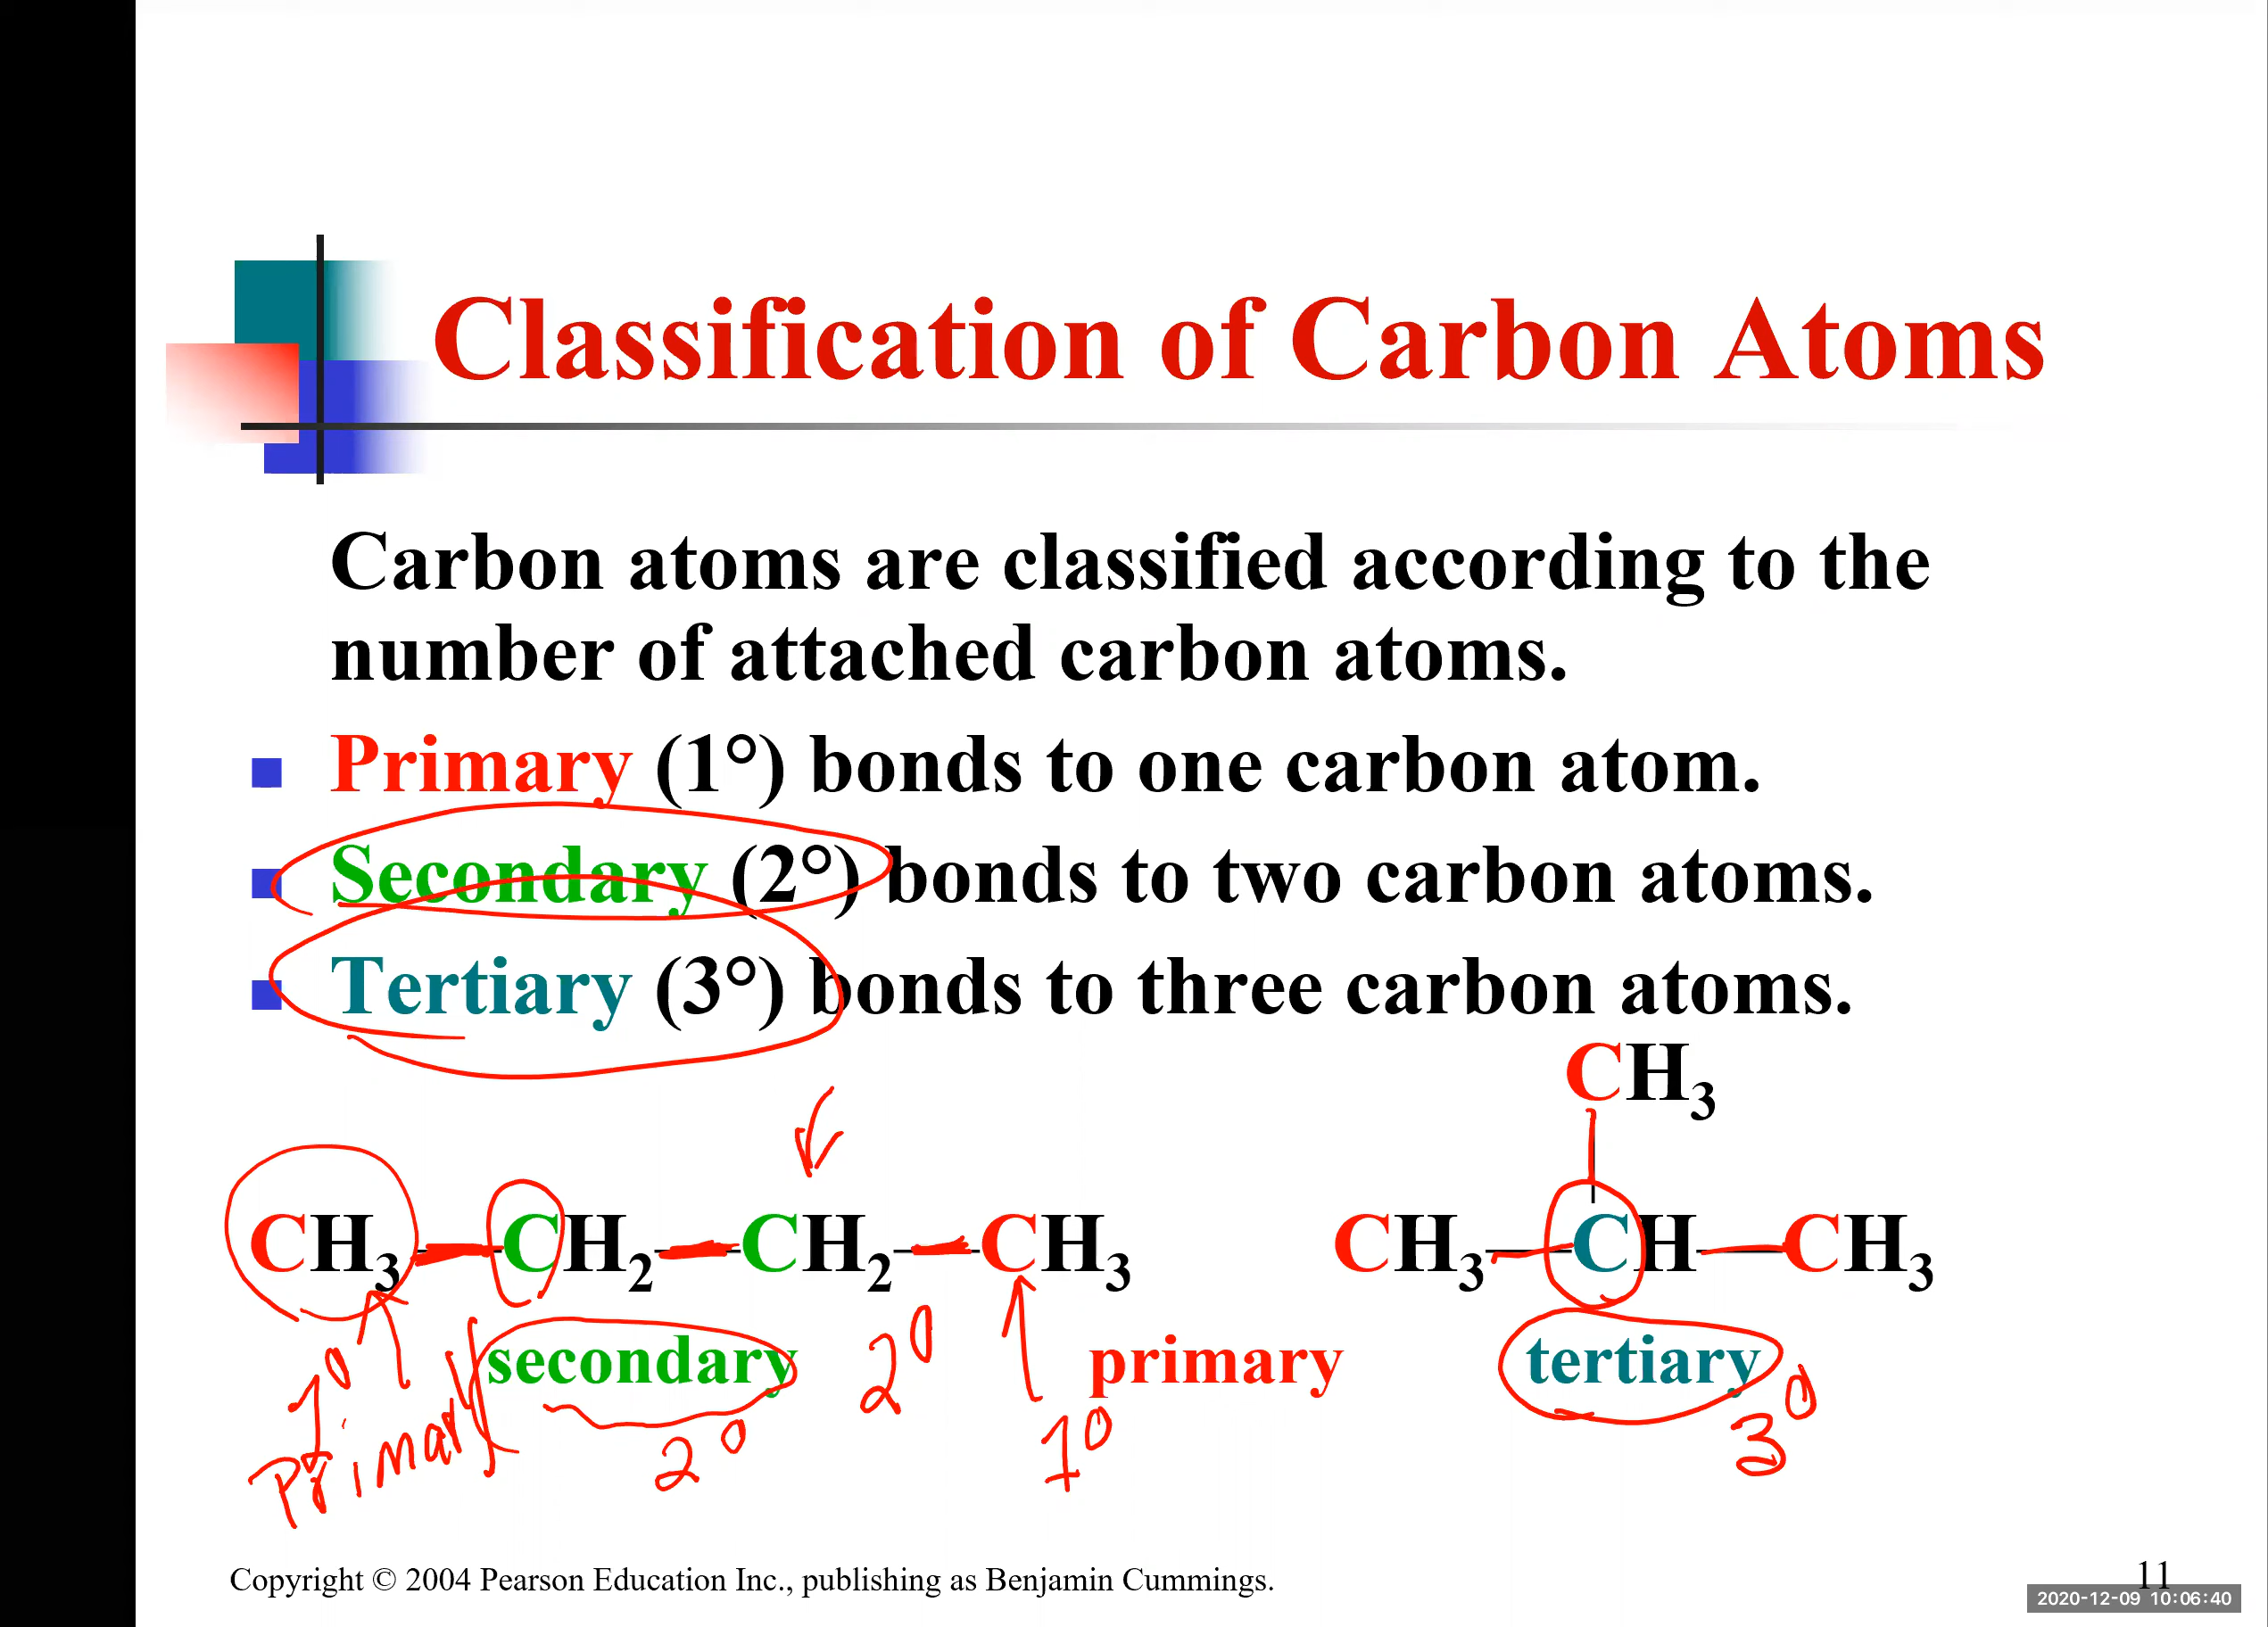 Classification of Carbon Atoms
Carbon atoms are classified according to the
number of attached carbon atoms.
Primary (1°) bonds to one carbon atom.
Secondary (2°) bonds to two carbon atoms.
Tertiary (3°) bonds to three carbon atoms.
CH₃
CH₃—CH₂—CH₂—CH₃ CH₃—CH—CH₃
secondary 2° primary tertiary
1° Primary 2° 1° 3°
Copyright © 2004 Pearson Education Inc., publishing as Benjamin Cummings. 11
2020-12-09 10:06:40